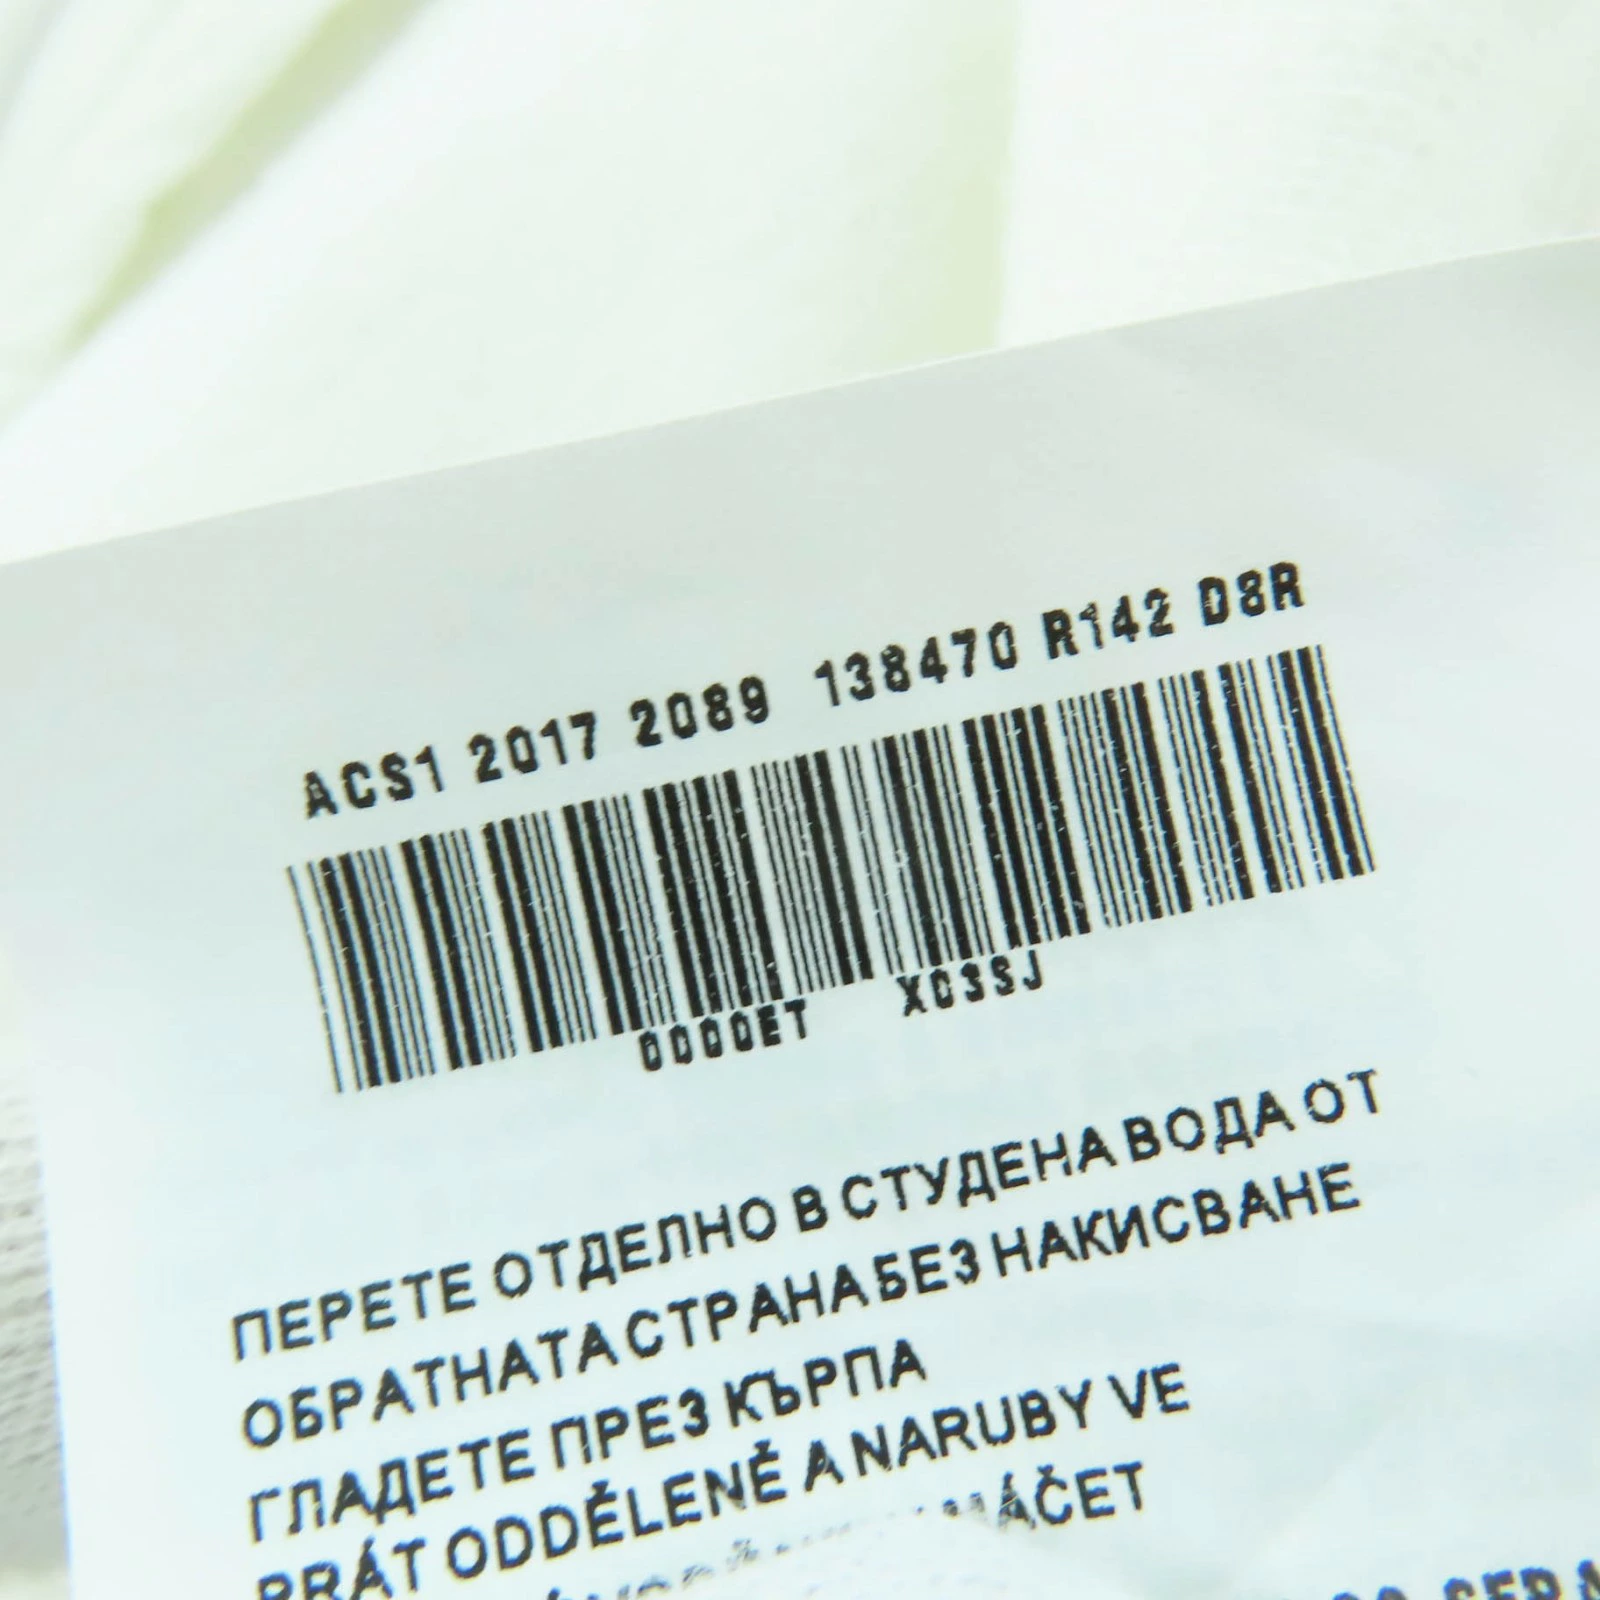 ACS1 2017 2089 138470 R142 D8R
0000ET XC3SJ
ПЕРЕТЕ ОТДЕЛНО В СТУДЕНА ВОДА ОТ
ОБРАТНАТА СТРАНА БЕЗ НАКИСВАНЕ
ГЛАДЕТЕ ПРЕЗ КЪРПА
PRÁT ODDĚLENĚ A NARUBY VE